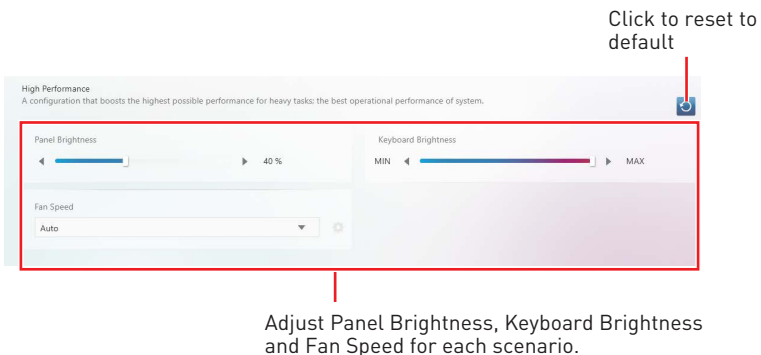 Click to reset to
default
High Performance
A configuration that boosts the highest possible performance for heavy tasks: the best operational performance of system.
Panel Brightness
40 %
Keyboard Brightness
MIN
MAX
Fan Speed
Auto
Adjust Panel Brightness, Keyboard Brightness
and Fan Speed for each scenario.